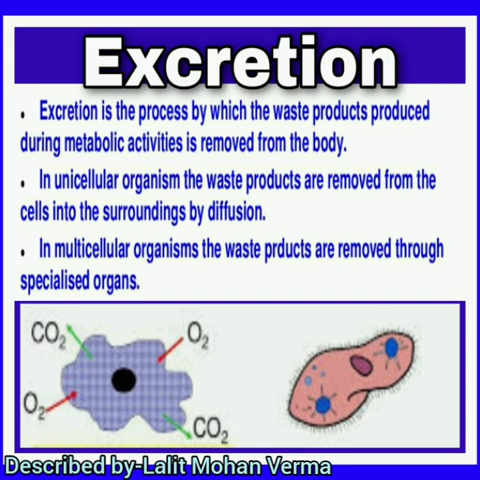 Excretion
• Excretion is the process by which the waste products produced
during metabolic activities is removed from the body.
• In unicellular organism the waste products are removed from the
cells into the surroundings by diffusion.
• In multicellular organisms the waste prducts are removed through
specialised organs.
CO2 O2
O2 CO2
Described by-Lalit Mohan Verma